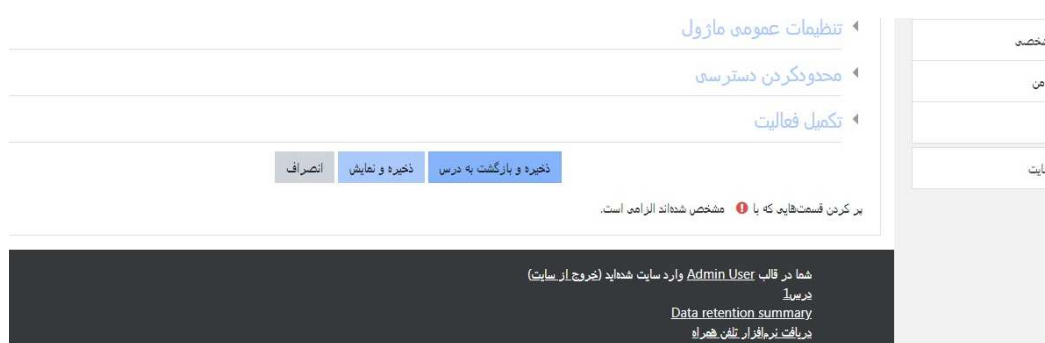 تنظیمات عمومی ماژول
محدودکردن دسترسی
تکمیل فعالیت
ذخیره و بازگشت به درس ذخیره و نمایش انصراف
پر کردن قسمت‌هایی که با مشخص شده‌اند الزامی است.
من
شما در قالب Admin User وارد سایت شده‌اید (خروج از سایت)
درس1
Data retention summary
دریافت نرم‌افزار تلفن همراه